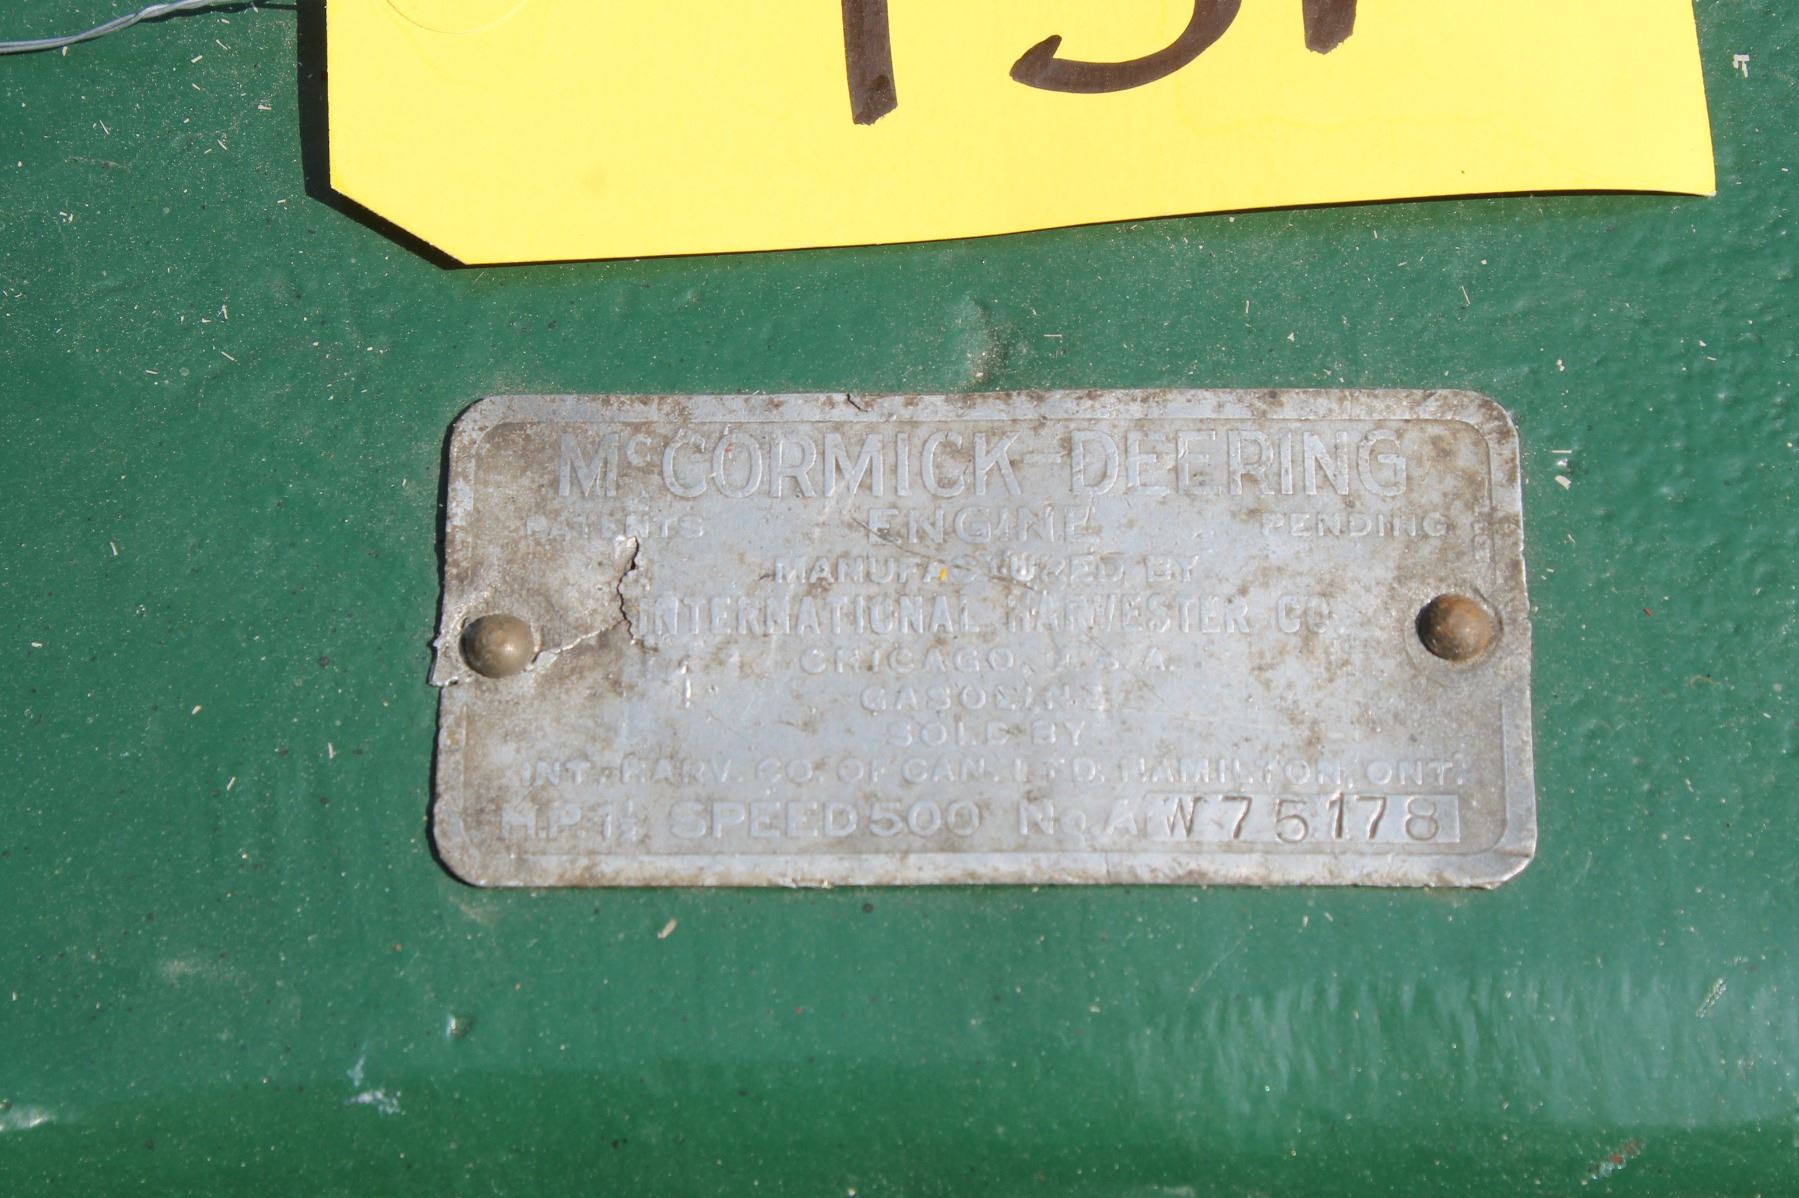 McCORMICK-DEERING
PATENTS ENGINE PENDING
MANUFACTURED BY
INTERNATIONAL HARVESTER CO.
CHICAGO, U.S.A.
GASOLINE
SOLD BY
INT. HARV. CO. OF CAN. LTD. HAMILTON, ONT.
H.P. 1½ SPEED 500 No. AW75178